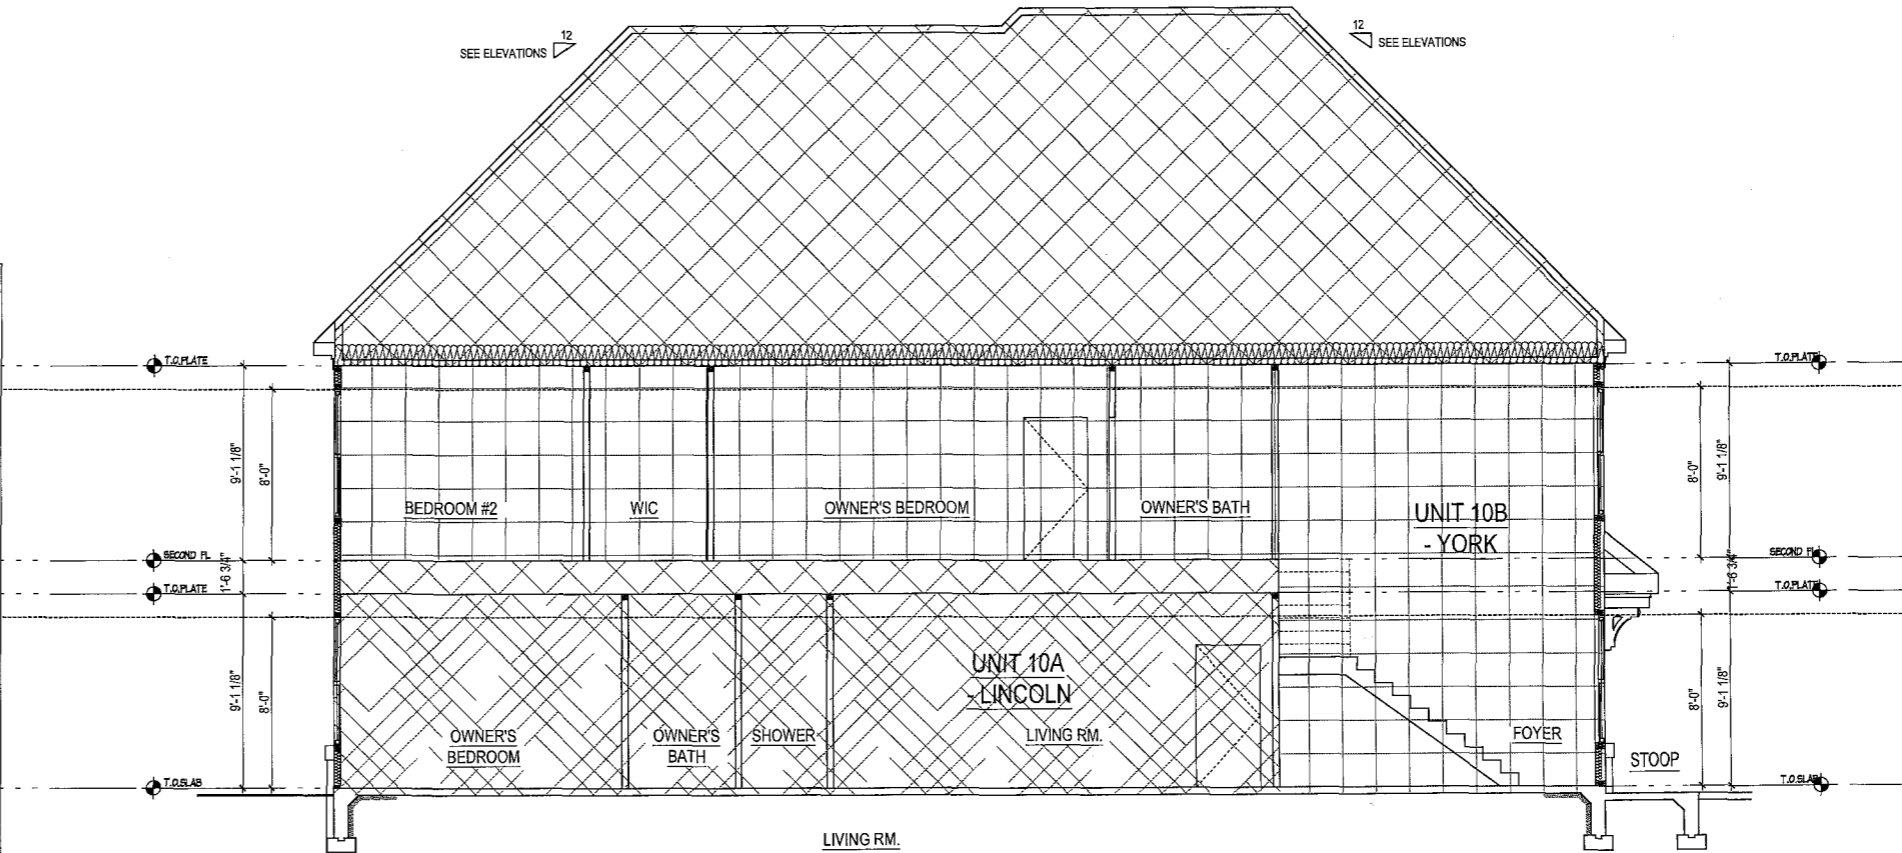 12
SEE ELEVATIONS
12
SEE ELEVATIONS
T.O.PLATE
T.O.PLATE
9'-1 1/8"
8'-0"
8'-0"
9'-1 1/8"
BEDROOM #2
WIC
OWNER'S BEDROOM
OWNER'S BATH
UNIT 10B
- YORK
SECOND FL.
SECOND FL
1'-6 3/4"
1'-6 3/4"
T.O.PLATE
T.O.PLATE
9'-1 1/8"
8'-0"
8'-0"
9'-1 1/8"
UNIT 10A
- LINCOLN
OWNER'S
BEDROOM
OWNER'S
BATH
SHOWER
LIVING RM.
FOYER
STOOP
T.O.SLAB
T.O.SLAB
LIVING RM.